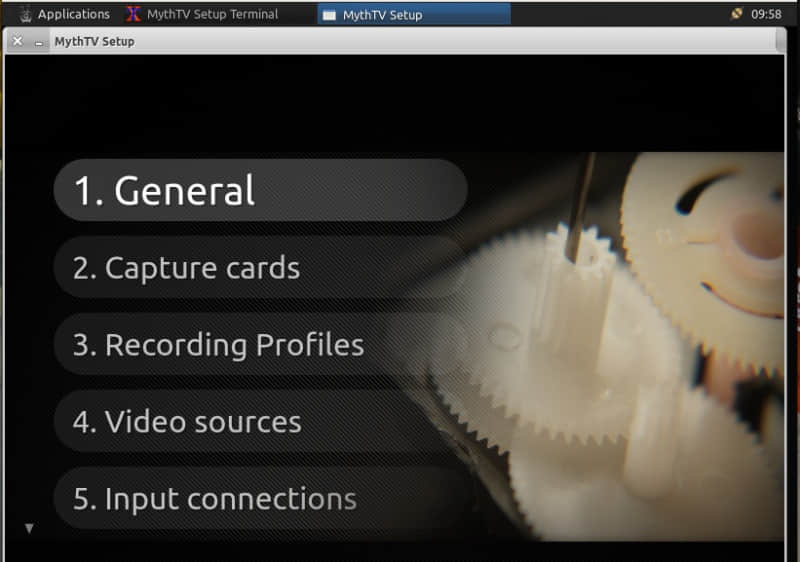 Applications MythTV Setup Terminal MythTV Setup 09:58
MythTV Setup
1. General
2. Capture cards
3. Recording Profiles
4. Video sources
5. Input connections